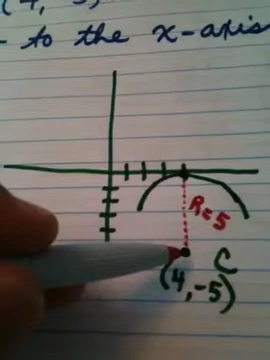 (4, -5)
to the x-axis
R=5
C
(4,-5)